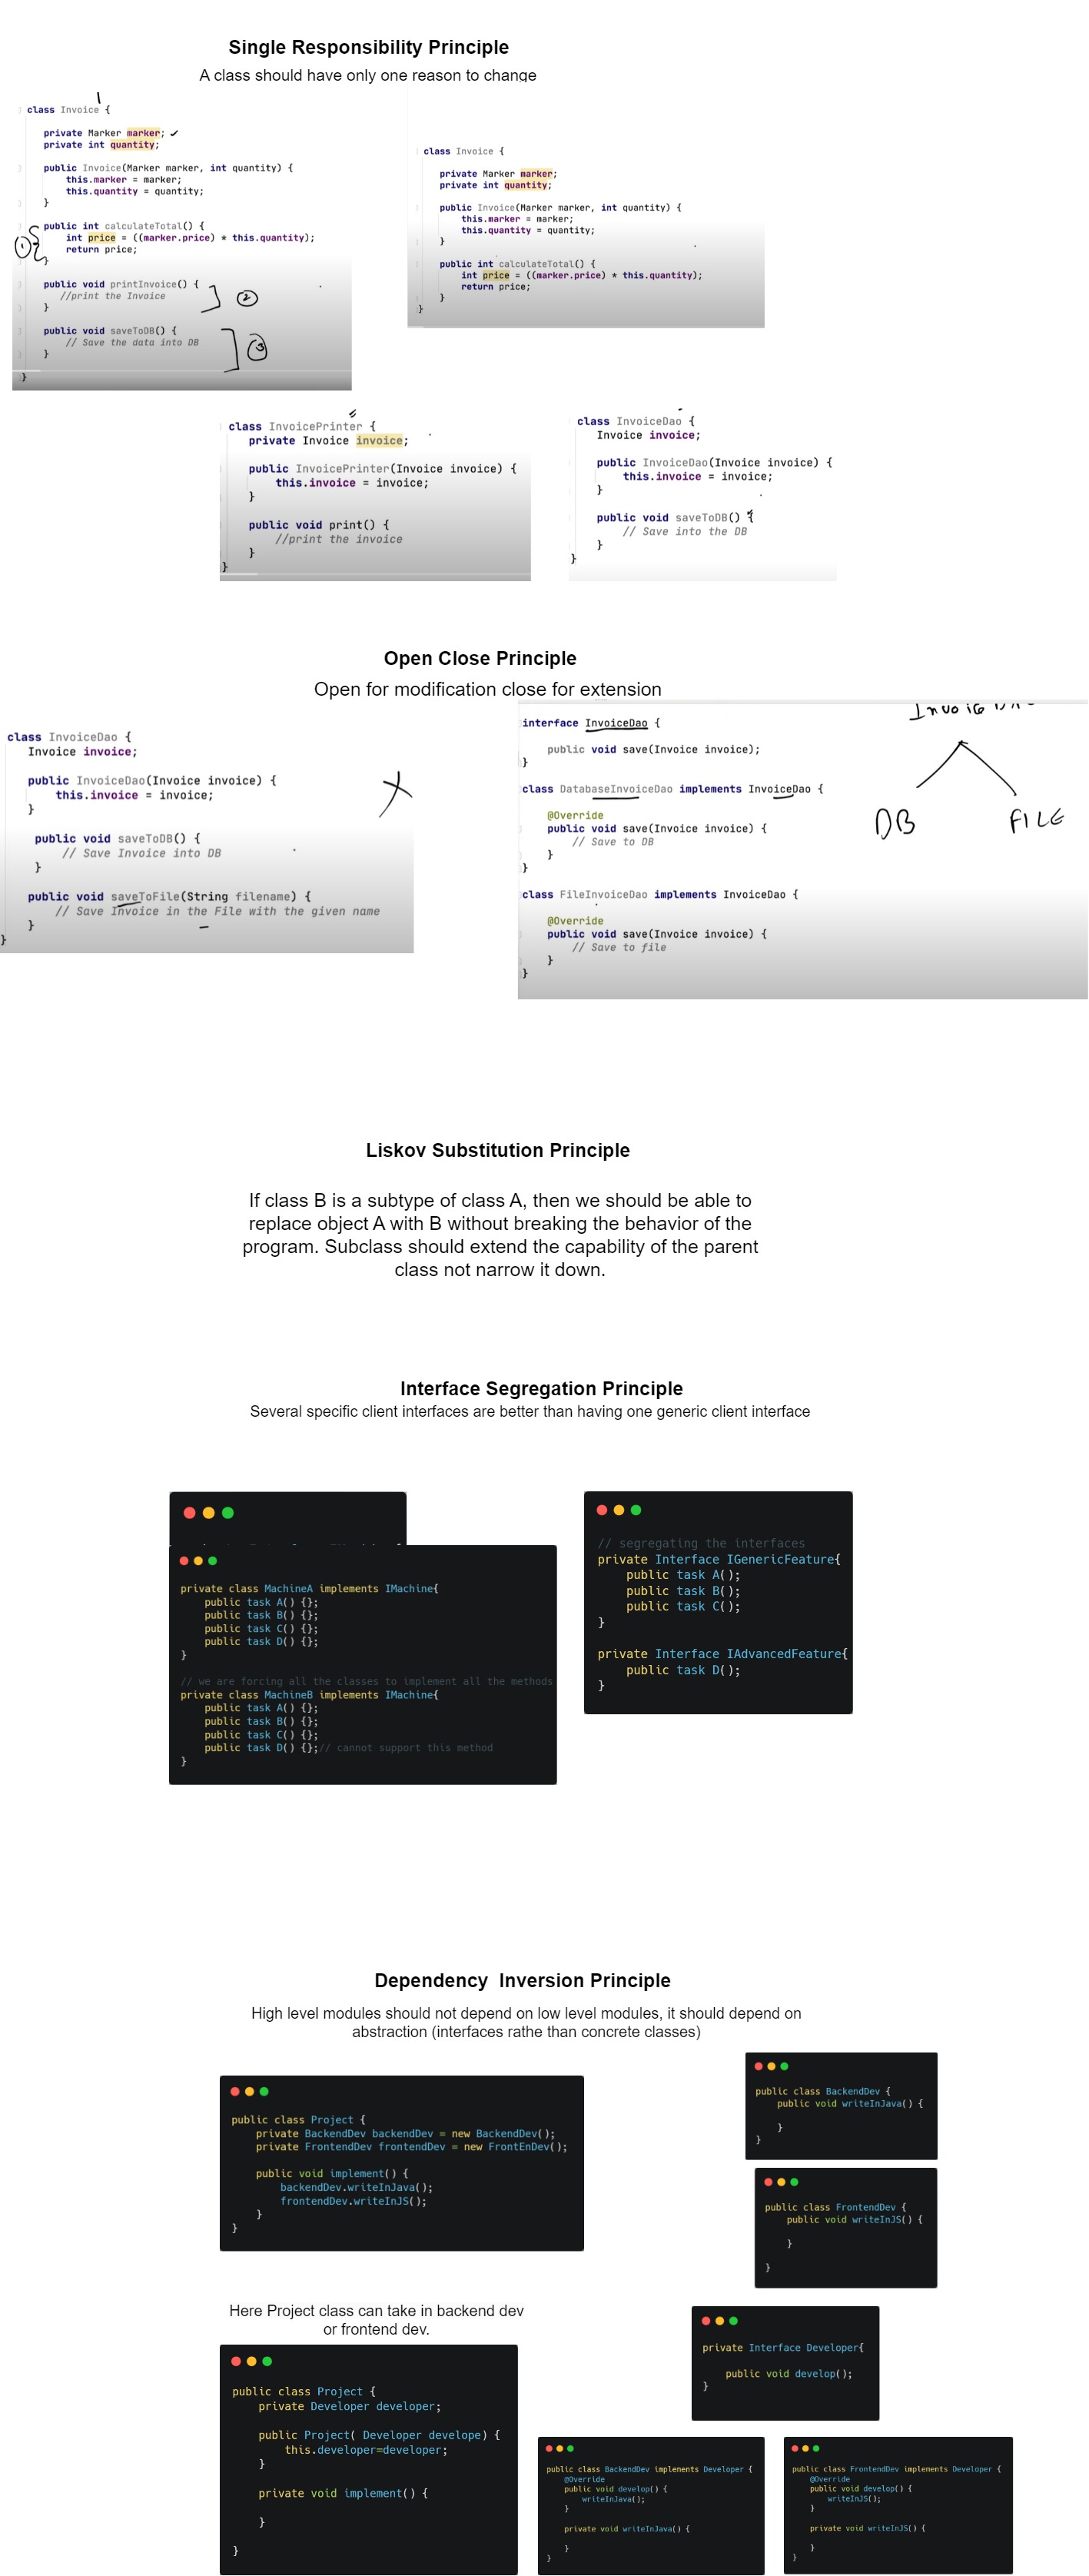 Single Responsibility Principle
A class should have only one reason to change
class Invoice {
private Marker marker;
private int quantity;
public Invoice(Marker marker, int quantity) {
this.marker = marker;
this.quantity = quantity;
}
① public int calculateTotal() {
int price = ((marker.price) * this.quantity);
return price;
}
public void printInvoice() {
//print the Invoice
}
②
public void saveToDB() {
// Save the data into DB
}
③
}
class Invoice {
private Marker marker;
private int quantity;
public Invoice(Marker marker, int quantity) {
this.marker = marker;
this.quantity = quantity;
}
public int calculateTotal() {
int price = ((marker.price) * this.quantity);
return price;
}
}
class InvoicePrinter {
private Invoice invoice;
public InvoicePrinter(Invoice invoice) {
this.invoice = invoice;
}
public void print() {
//print the invoice
}
}
class InvoiceDao {
Invoice invoice;
public InvoiceDao(Invoice invoice) {
this.invoice = invoice;
}
public void saveToDB() {
// Save into the DB
}
}
Open Close Principle
Open for modification close for extension
class InvoiceDao {
Invoice invoice;
public InvoiceDao(Invoice invoice) {
this.invoice = invoice;
}
public void saveToDB() {
// Save Invoice into DB
}
public void saveToFile(String filename) {
// Save Invoice in the File with the given name
}
}
interface InvoiceDao {
public void save(Invoice invoice);
}
class DatabaseInvoiceDao implements InvoiceDao {
@Override
public void save(Invoice invoice) {
// Save to DB
}
}
class FileInvoiceDao implements InvoiceDao {
@Override
public void save(Invoice invoice) {
// Save to file
}
}
DB
FILE
Liskov Substitution Principle
If class B is a subtype of class A, then we should be able to
replace object A with B without breaking the behavior of the
program. Subclass should extend the capability of the parent
class not narrow it down.
Interface Segregation Principle
Several specific client interfaces are better than having one generic client interface
private class MachineA implements IMachine{
public task A() {};
public task B() {};
public task C() {};
public task D() {};
}
// we are forcing all the classes to implement all the methods
private class MachineB implements IMachine{
public task A() {};
public task B() {};
public task C() {};
public task D() {};// cannot support this method
}
// segregating the interfaces
private Interface IGenericFeature{
public task A();
public task B();
public task C();
}
private Interface IAdvancedFeature{
public task D();
}
Dependency Inversion Principle
High level modules should not depend on low level modules, it should depend on
abstraction (interfaces rathe than concrete classes)
public class Project {
private BackendDev backendDev = new BackendDev();
private FrontendDev frontendDev = new FrontEnDev();
public void implement() {
backendDev.writeInJava();
frontendDev.writeInJS();
}
}
public class BackendDev {
public void writeInJava() {
}
}
public class FrontendDev {
public void writeInJS() {
}
}
Here Project class can take in backend dev
or frontend dev.
public class Project {
private Developer developer;
public Project( Developer develope) {
this.developer=developer;
}
private void implement() {
}
}
private Interface Developer{
public void develop();
}
public class BackendDev implements Developer {
@Override
public void develop() {
writeInJava();
}
private void writeInJava() {
}
}
public class FrontendDev implements Developer {
@Override
public void develop() {
writeInJS();
}
private void writeInJS() {
}
}